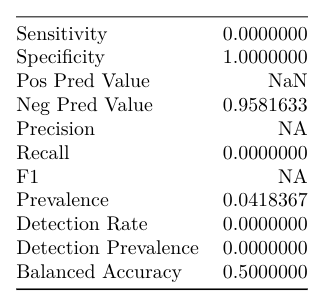 Sensitivity 0.0000000
Specificity 1.0000000
Pos Pred Value NaN
Neg Pred Value 0.9581633
Precision NA
Recall 0.0000000
F1 NA
Prevalence 0.0418367
Detection Rate 0.0000000
Detection Prevalence 0.0000000
Balanced Accuracy 0.5000000